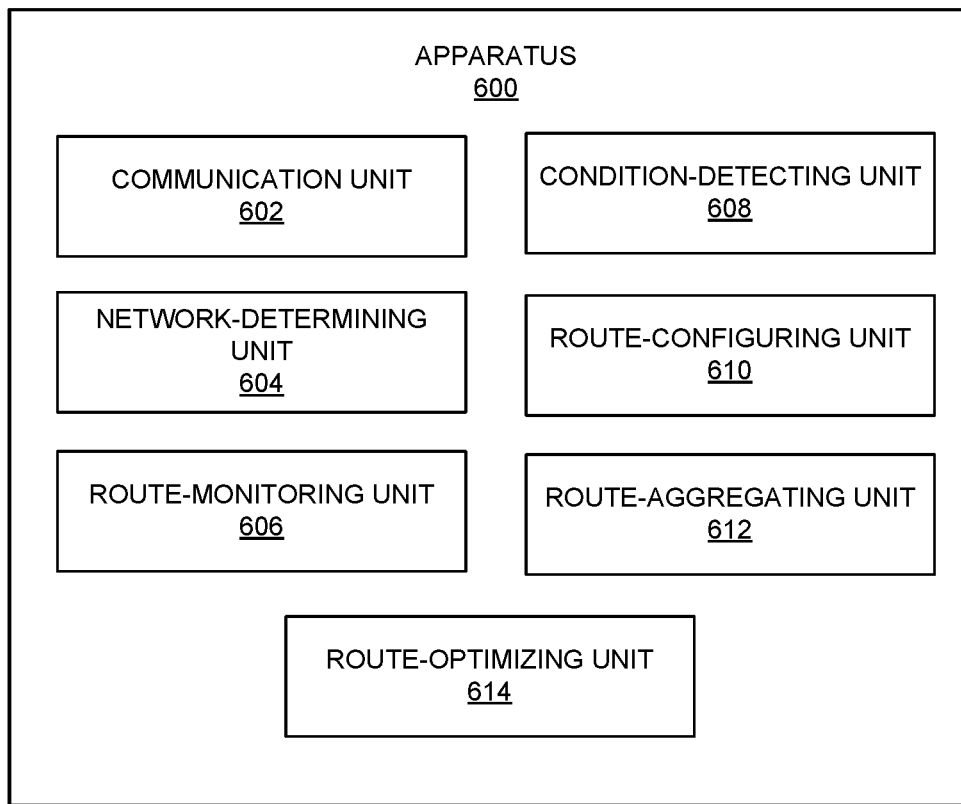 APPARATUS
600
COMMUNICATION UNIT
602
CONDITION-DETECTING UNIT
608
NETWORK-DETERMINING
UNIT
604
ROUTE-CONFIGURING UNIT
610
ROUTE-MONITORING UNIT
606
ROUTE-AGGREGATING UNIT
612
ROUTE-OPTIMIZING UNIT
614